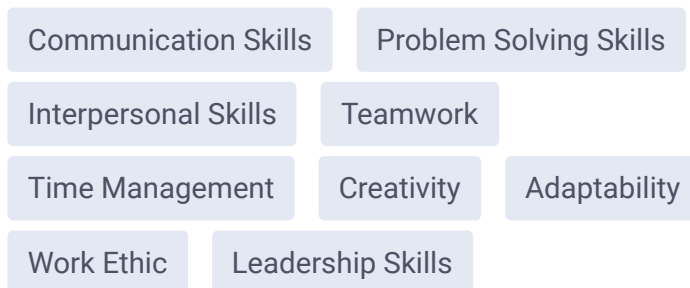 Communication Skills Problem Solving Skills
Interpersonal Skills Teamwork
Time Management Creativity Adaptability
Work Ethic Leadership Skills